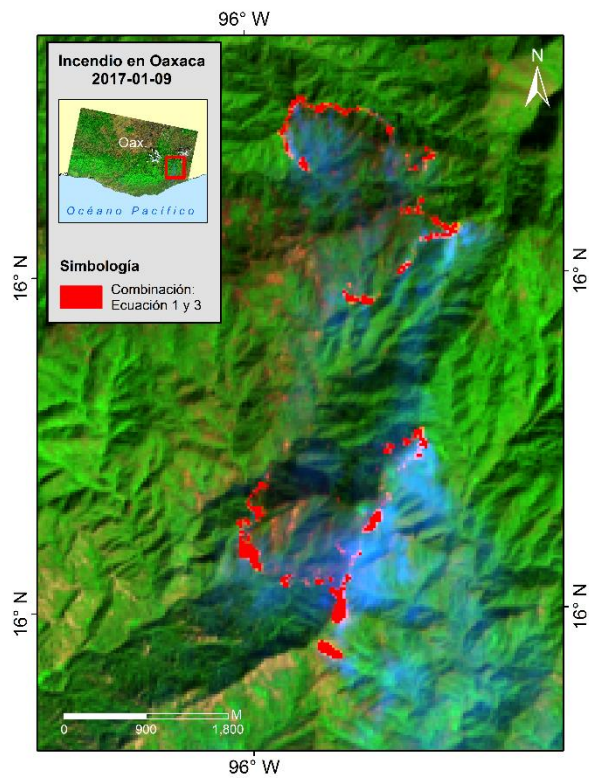 96° W
Incendio en Oaxaca
2017-01-09
Oax.
Océano Pacífico
Simbología
Combinación:
Ecuación 1 y 3
N
16° N
16° N
16° N
16° N
M
0 900 1,800
96° W